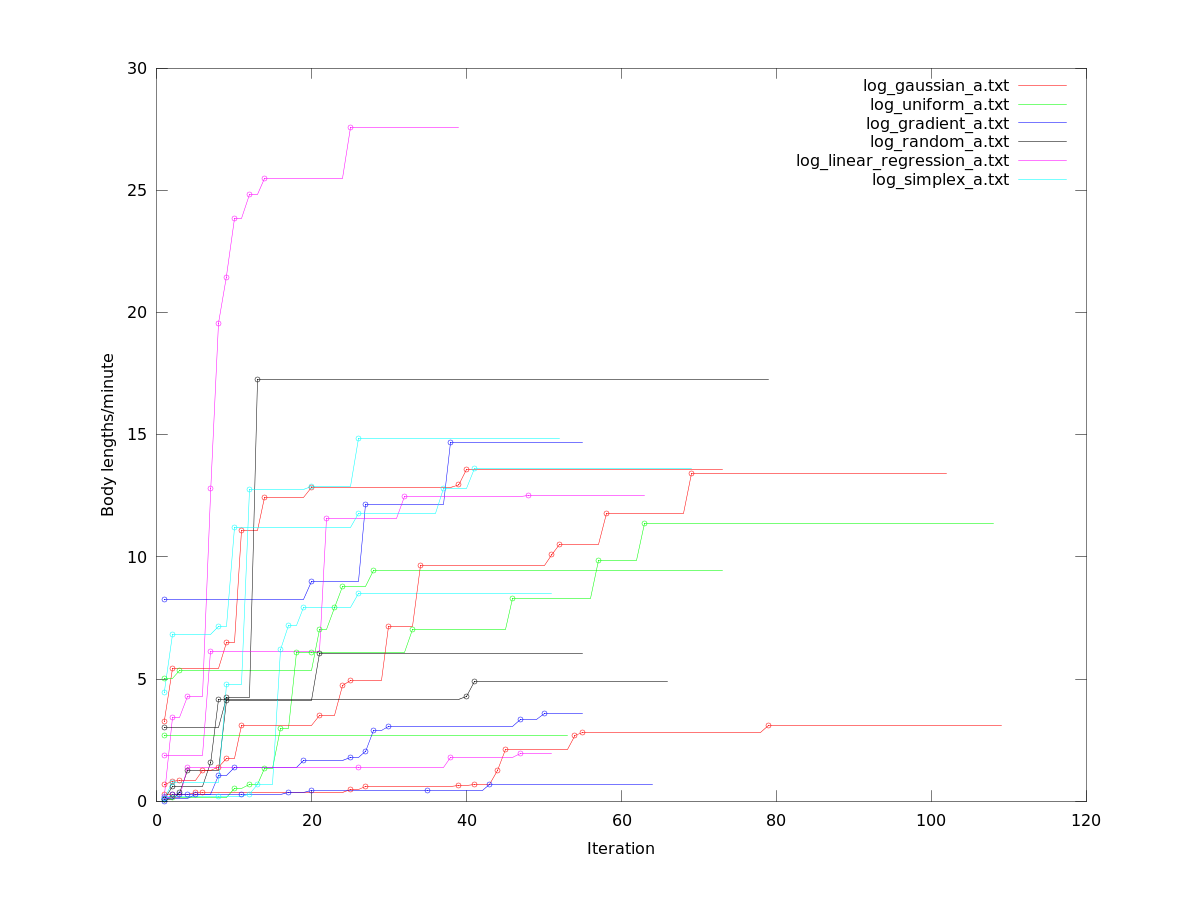 30
25
20
15
10
5
0
0 20 40 60 80 100 120
Body lengths/minute
Iteration
log_gaussian_a.txt
log_uniform_a.txt
log_gradient_a.txt
log_random_a.txt
log_linear_regression_a.txt
log_simplex_a.txt